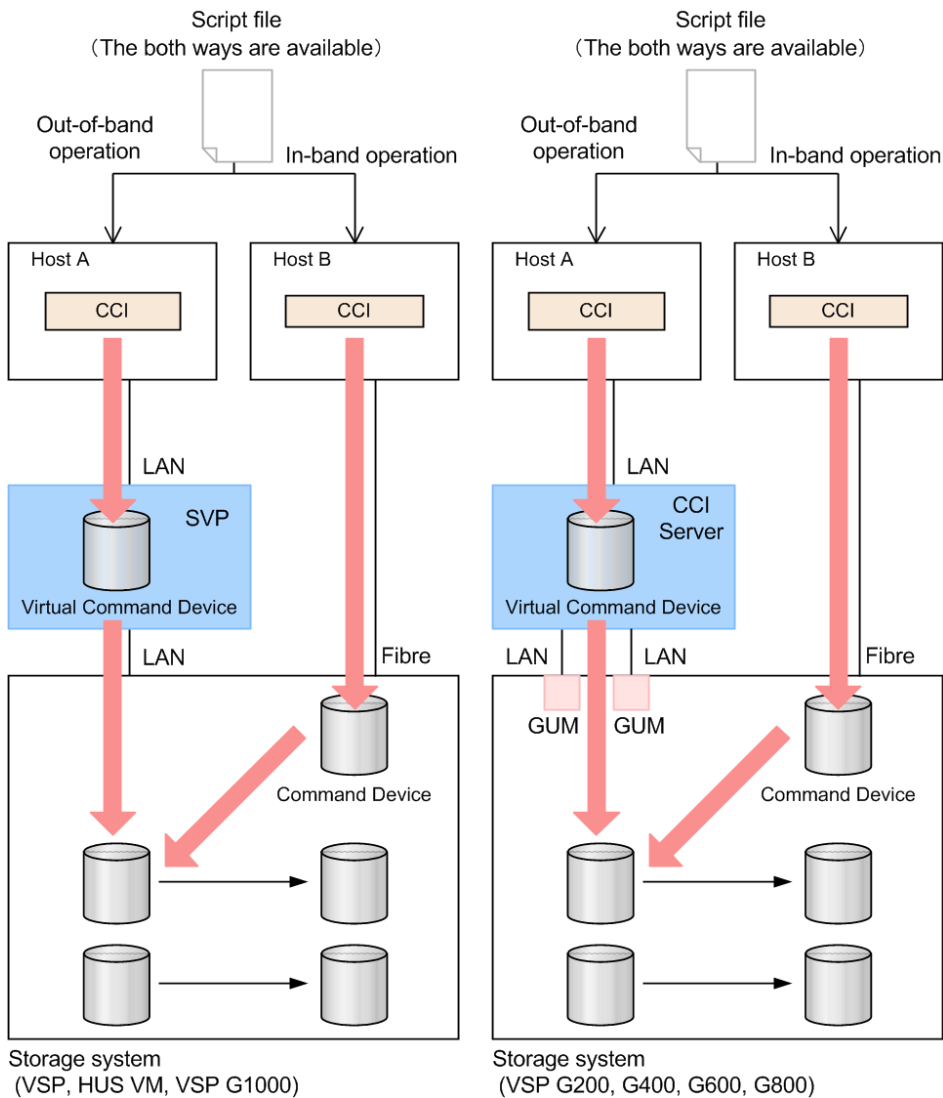 Script file
(The both ways are available)
Out-of-band
operation
In-band operation
Host A
CCI
Host B
CCI
LAN
SVP
Virtual Command Device
LAN
Fibre
Command Device
Storage system
(VSP, HUS VM, VSP G1000)
Script file
(The both ways are available)
Out-of-band
operation
In-band operation
Host A
CCI
Host B
CCI
LAN
CCI
Server
Virtual Command Device
LAN
LAN
Fibre
GUM
GUM
Command Device
Storage system
(VSP G200, G400, G600, G800)